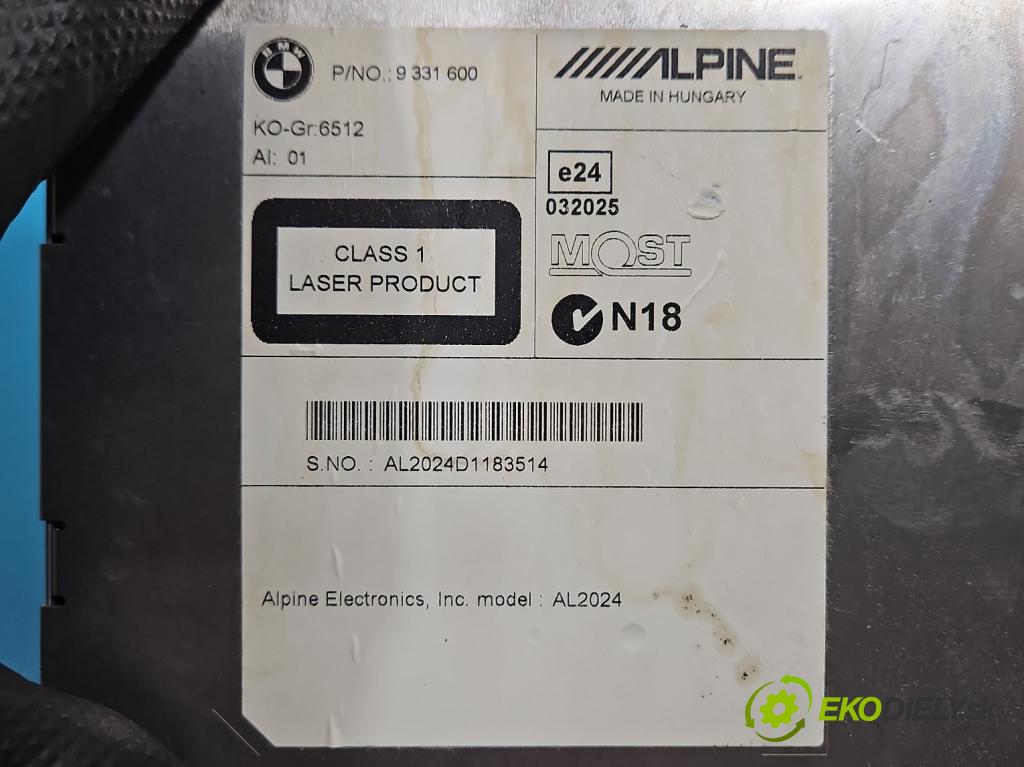 BMW
P/NO.: 9 331 600
KO-Gr:6512
AI: 01
ALPINE
MADE IN HUNGARY
e24
032025
MOST
N18
CLASS 1
LASER PRODUCT
S.NO. : AL2024D1183514
Alpine Electronics, Inc. model : AL2024
EKODIELY.sk